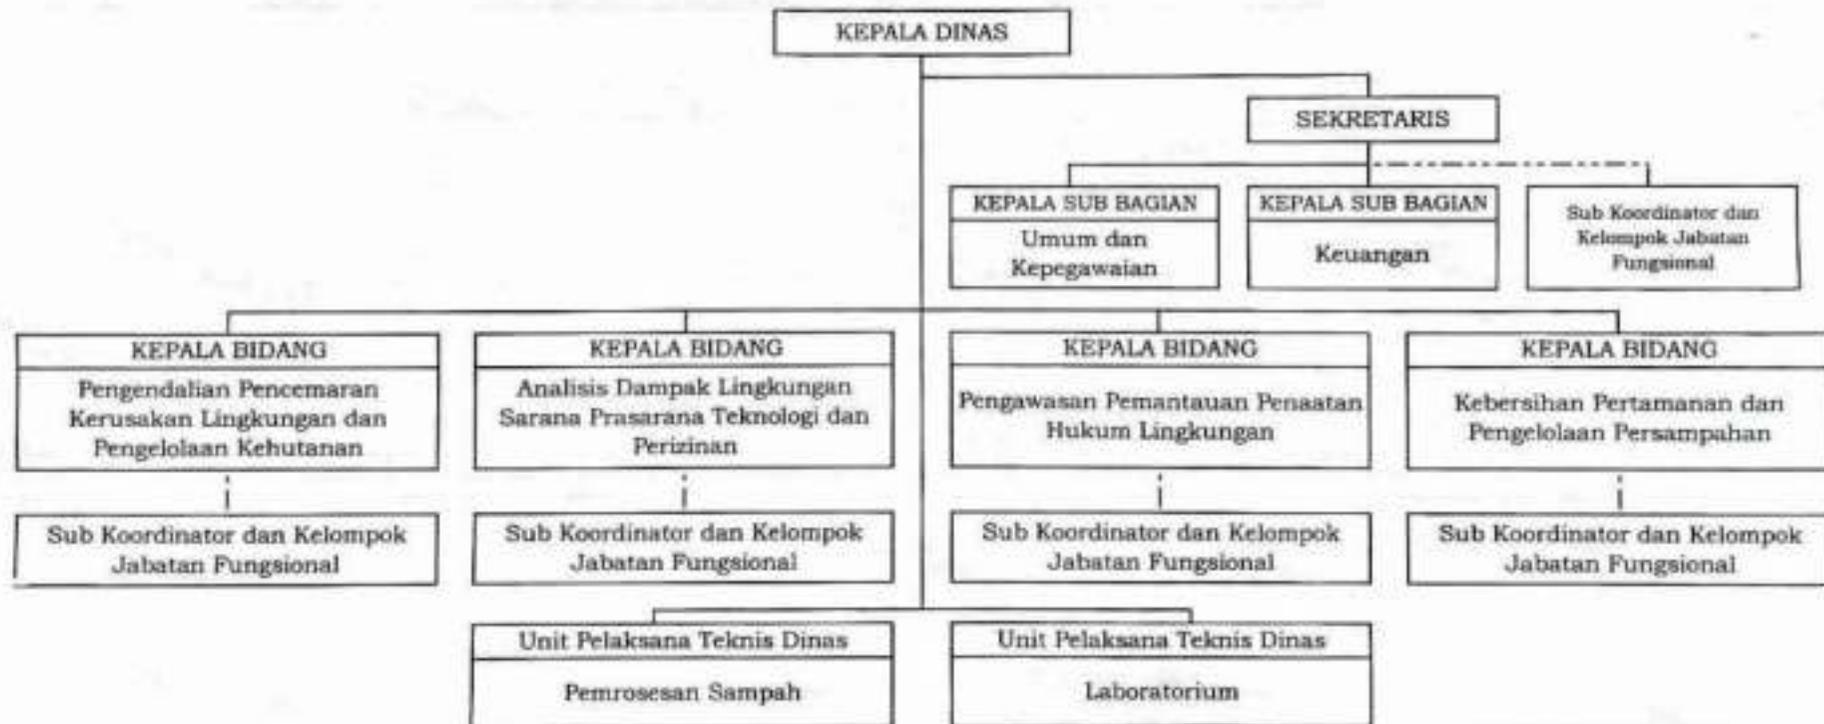 KEPALA DINAS
SEKRETARIS
KEPALA SUB BAGIAN
Umum dan
Kepegawaian
KEPALA SUB BAGIAN
Keuangan
Sub Koordinator dan
Kelompok Jabatan
Fungsional
KEPALA BIDANG
Pengendalian Pencemaran
Kerusakan Lingkungan dan
Pengelolaan Kehutanan
KEPALA BIDANG
Analisis Dampak Lingkungan
Sarana Prasarana Teknologi dan
Perizinan
KEPALA BIDANG
Pengawasan Pemantauan Penaatan
Hukum Lingkungan
KEPALA BIDANG
Kebersihan Pertamanan dan
Pengelolaan Persampahan
Sub Koordinator dan Kelompok
Jabatan Fungsional
Sub Koordinator dan Kelompok
Jabatan Fungsional
Sub Koordinator dan Kelompok
Jabatan Fungsional
Sub Koordinator dan Kelompok
Jabatan Fungsional
Unit Pelaksana Teknis Dinas
Pemrosesan Sampah
Unit Pelaksana Teknis Dinas
Laboratorium